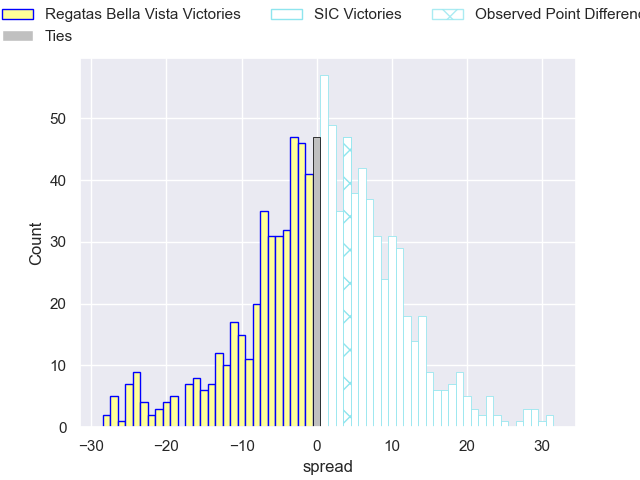 Regatas Bella Vista Victories
SIC Victories
Observed Point Differenc
Ties
Count
50
40
30
20
10
0
−30
−20
−10
0
10
20
30
spread